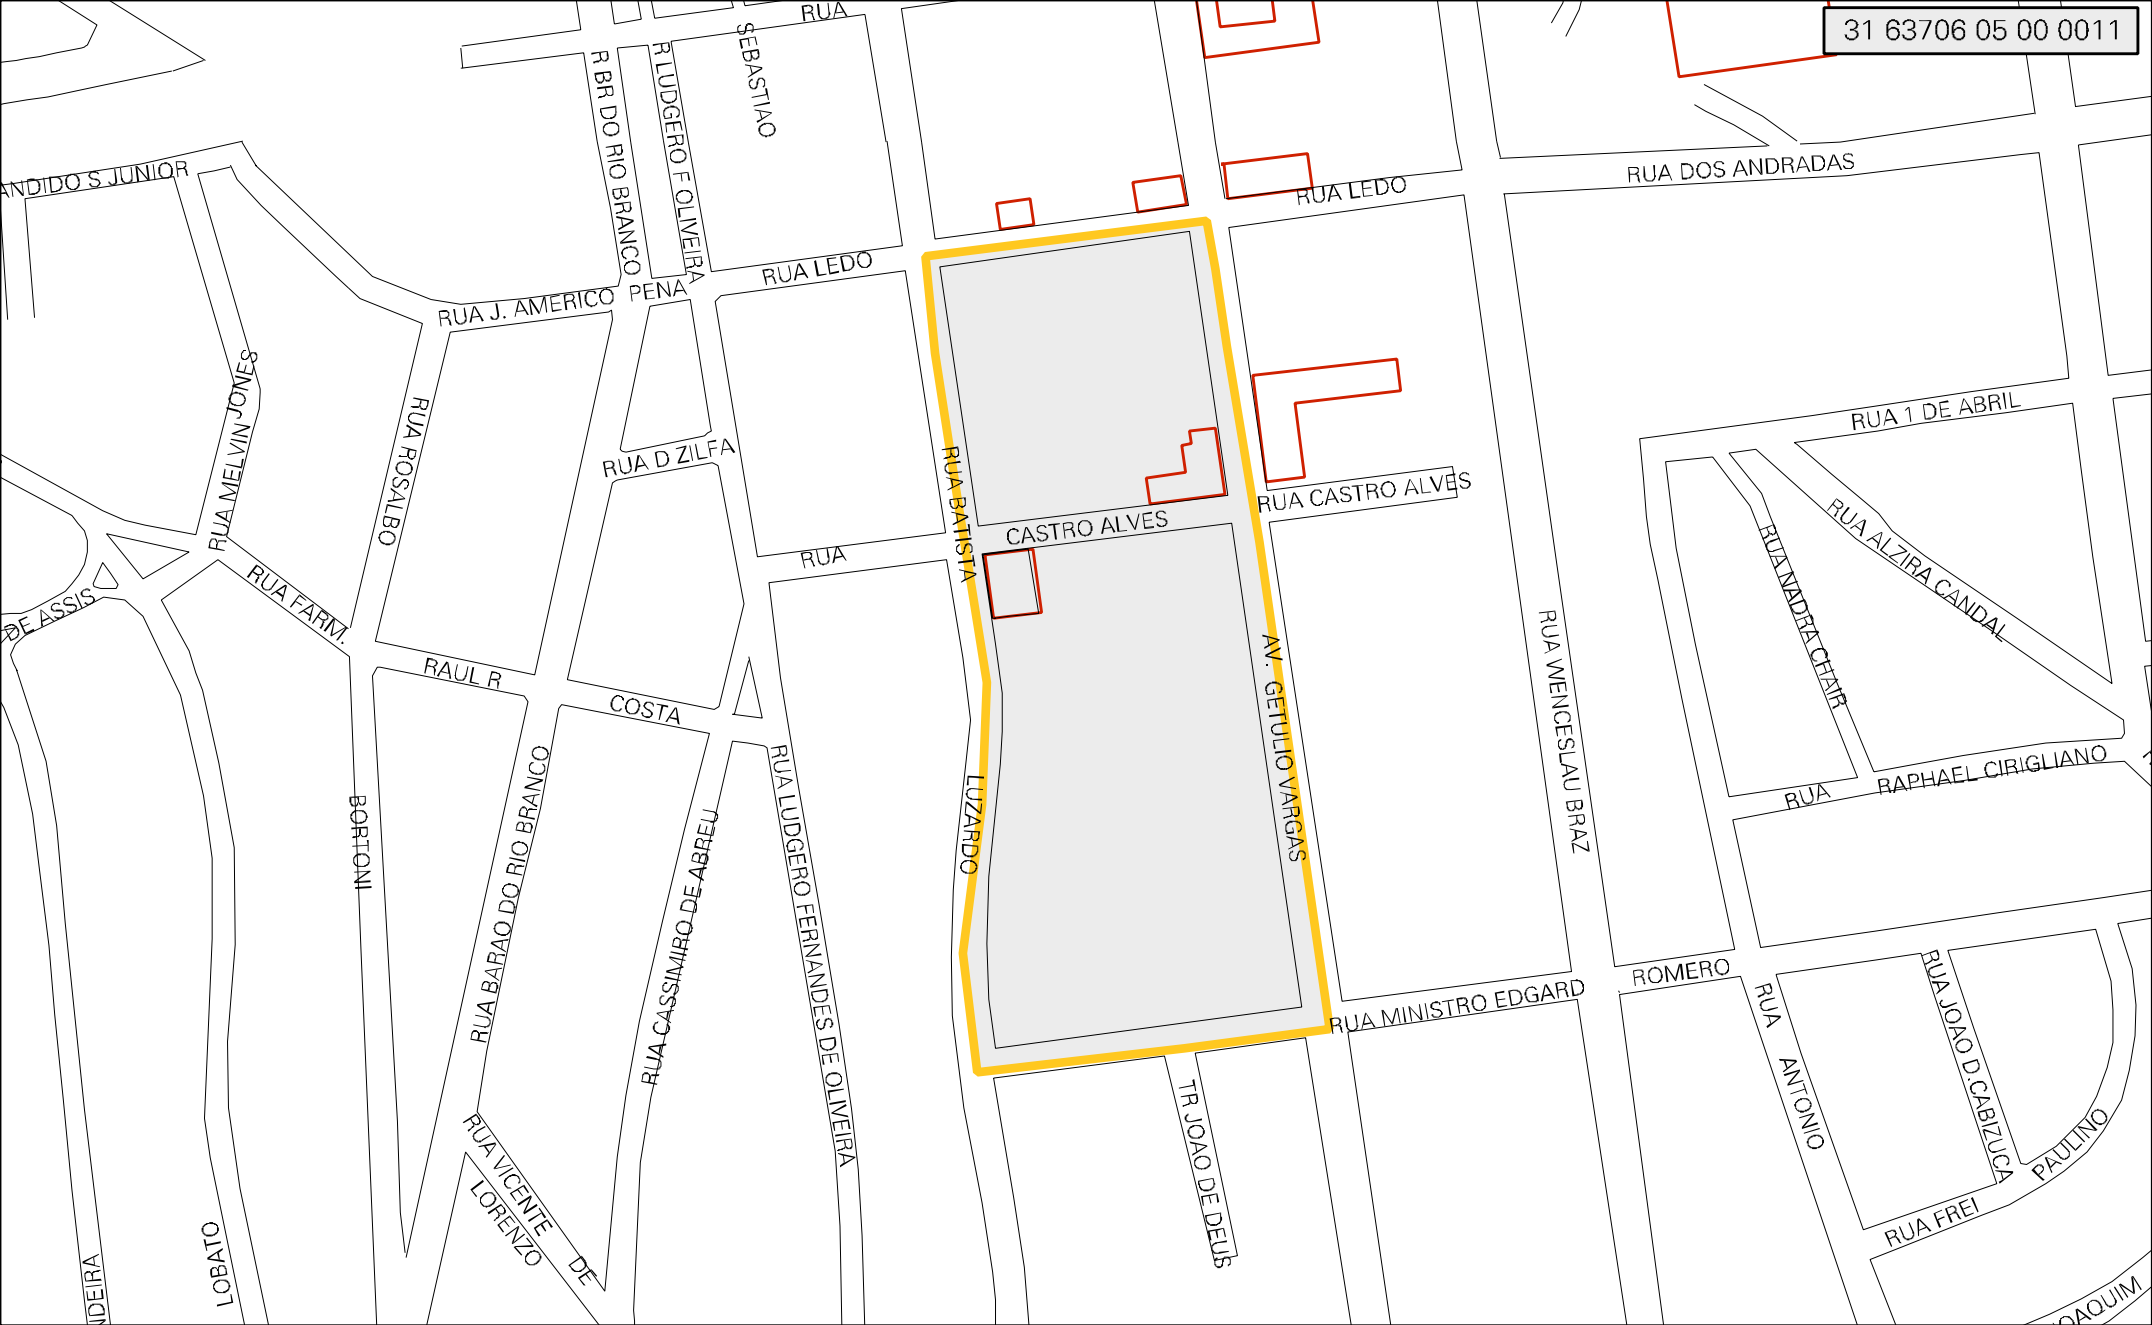 RUA
31 63706 05 00 0011
SEBASTIAO
R BR DO RIO BRANCO
R LUDGERO F OLIVEIRA
ANDIDO S JUNIOR
RUA DOS ANDRADAS
RUA LEDO
RUA LEDO
RUA J. AMERICO PENA
RUA MELVIN JONES
RUA ROSALBO
RUA D ZILFA
RUA BATISTA
RUA 1 DE ABRIL
RUA CASTRO ALVES
CASTRO ALVES
RUA
RUA ALZIRA CANDAL
RUA NADRA CHAIR
RUA FARM.
DE ASSIS
RAUL R
COSTA
AV. GETULIO VARGAS
RUA WENCESLAU BRAZ
RUA
RAPHAEL CIRIGLIANO
LUZARDO
BORTONI
RUA BARAO DO RIO BRANCO
RUA CASSIMIRO DE ABREU
RUA LUDGERO FERNANDES DE OLIVEIRA
RUA MINISTRO EDGARD
ROMERO
RUA ANTONIO
RUA JOAO D.CABIZUCA
PAULINO
RUA FREI
TR JOAO DE DEUS
RUA VICENTE DE
LORENZO
LOBATO
NDEIRA
OAQUIM